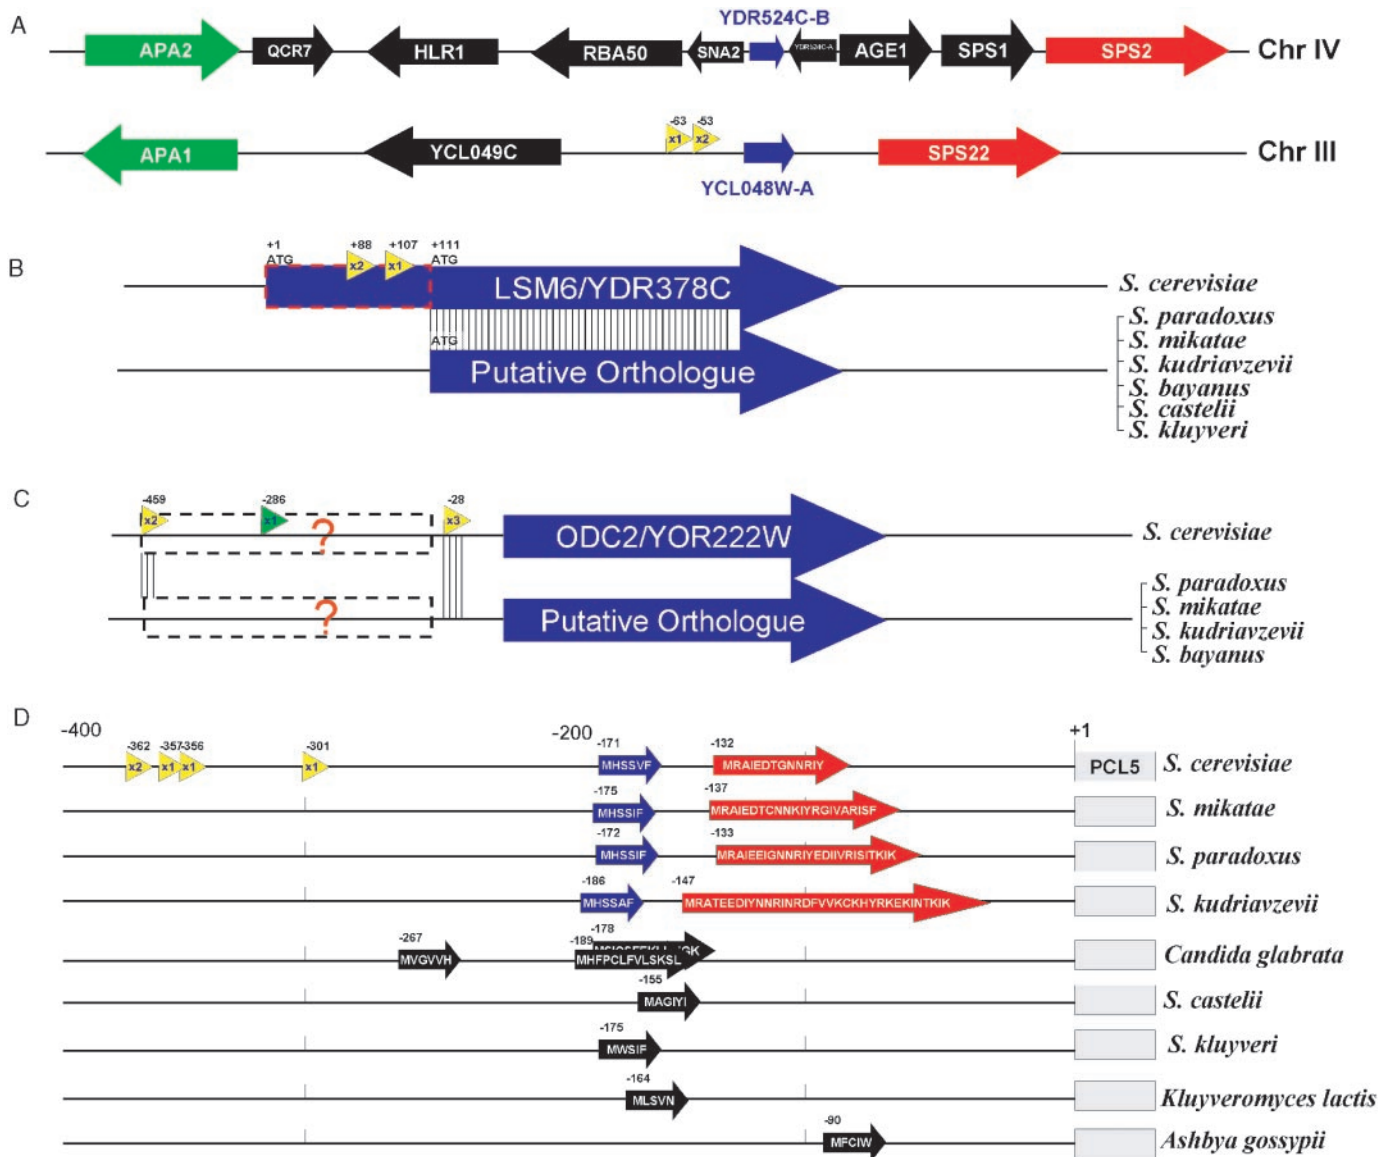 A
APA2 QCR7 HLR1 RBA50 SNA2 YDR524C-B YDR524C-A AGE1 SPS1 SPS2 Chr IV
APA1 YCL049C -63 x1 -53 x2 YCL048W-A SPS22 Chr III
B
+1 ATG +88 x2 +107 x1 +111 ATG
LSM6/YDR378C S. cerevisiae
ATG
Putative Orthologue
S. paradoxus
S. mikatae
S. kudriavzevii
S. bayanus
S. castelii
S. kluyveri
C
-459 x2 -286 x1 ? -28 x3
ODC2/YOR222W S. cerevisiae
? Putative Orthologue
S. paradoxus
S. mikatae
S. kudriavzevii
S. bayanus
D
-400 -200 +1
-362 x2 -357 x1 -356 x1 -301 x1 -171 MHSSVF -132 MRAIEDTGNNRIY PCL5 S. cerevisiae
-175 MHSSIF -137 MRAIEDTCNNKIYRGIVARISF S. mikatae
-172 MHSSIF -133 MRAIEEIGNNRIYEDIIVRISITKIK S. paradoxus
-186 MHSSAF -147 MRATEEDIYNNRINRDFVVKCKHYRKEKINTKIK S. kudriavzevii
-267 MVGVVH -178 -189 MHFPCLFVLSKSL Candida glabrata
-155 MAGIYI S. castelii
-175 MWSIF S. kluyveri
-164 MLSVN Kluyveromyces lactis
-90 MFCIW Ashbya gossypii